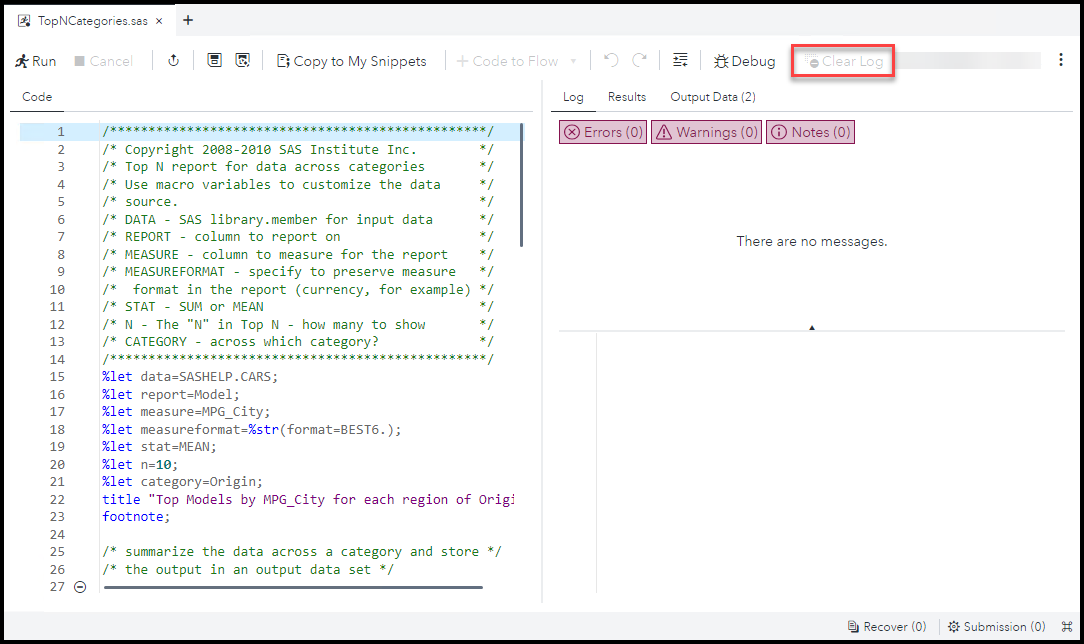 TopNCategories.sas × +
Run Cancel Copy to My Snippets + Code to Flow Debug Clear Log
Code
Log Results Output Data (2)
Errors (0) Warnings (0) Notes (0)
There are no messages.
1 /*************************************************/
2 /* Copyright 2008-2010 SAS Institute Inc. */
3 /* Top N report for data across categories */
4 /* Use macro variables to customize the data */
5 /* source. */
6 /* DATA - SAS library.member for input data */
7 /* REPORT - column to report on */
8 /* MEASURE - column to measure for the report */
9 /* MEASUREFORMAT - specify to preserve measure */
10 /* format in the report (currency, for example) */
11 /* STAT - SUM or MEAN */
12 /* N - The "N" in Top N - how many to show */
13 /* CATEGORY - across which category? */
14 /*************************************************/
15 %let data=SASHELP.CARS;
16 %let report=Model;
17 %let measure=MPG_City;
18 %let measureformat=%str(format=BEST6.);
19 %let stat=MEAN;
20 %let n=10;
21 %let category=Origin;
22 title "Top Models by MPG_City for each region of Origi
23 footnote;
24
25 /* summarize the data across a category and store */
26 /* the output in an output data set */
27
Recover (0) Submission (0)